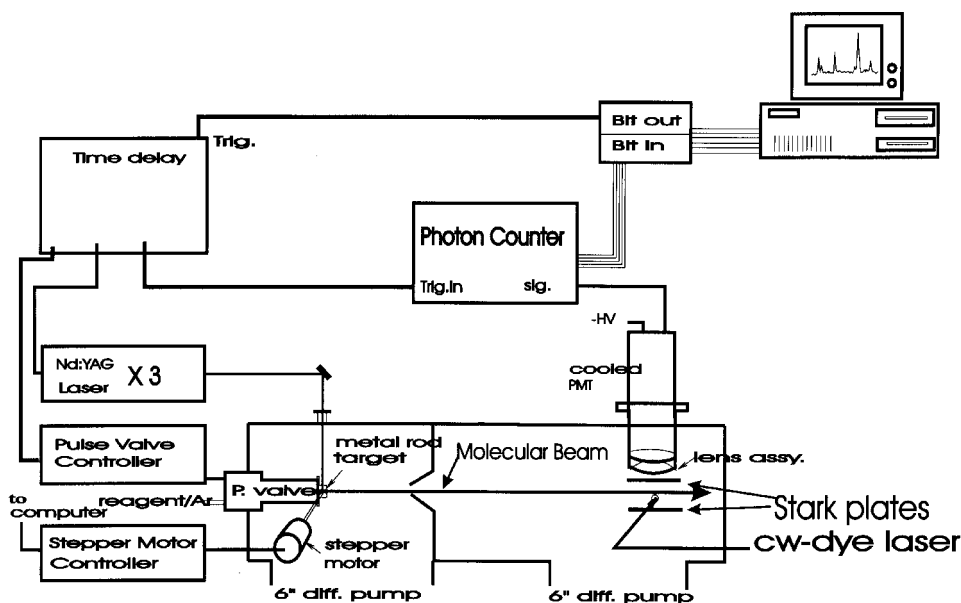 Bit out
Bit in
Trig.
Time delay
Photon Counter
Trig.in
sig.
-HV
cooled
PMT
Nd:YAG
Laser
X 3
Pulse Valve
Controller
metal rod
target
Molecular Beam
lens assy.
P. valve
reagent/Ar
to
computer
Stark plates
Stepper Motor
Controller
stepper
motor
cw-dye laser
6" diff. pump
6" diff. pump